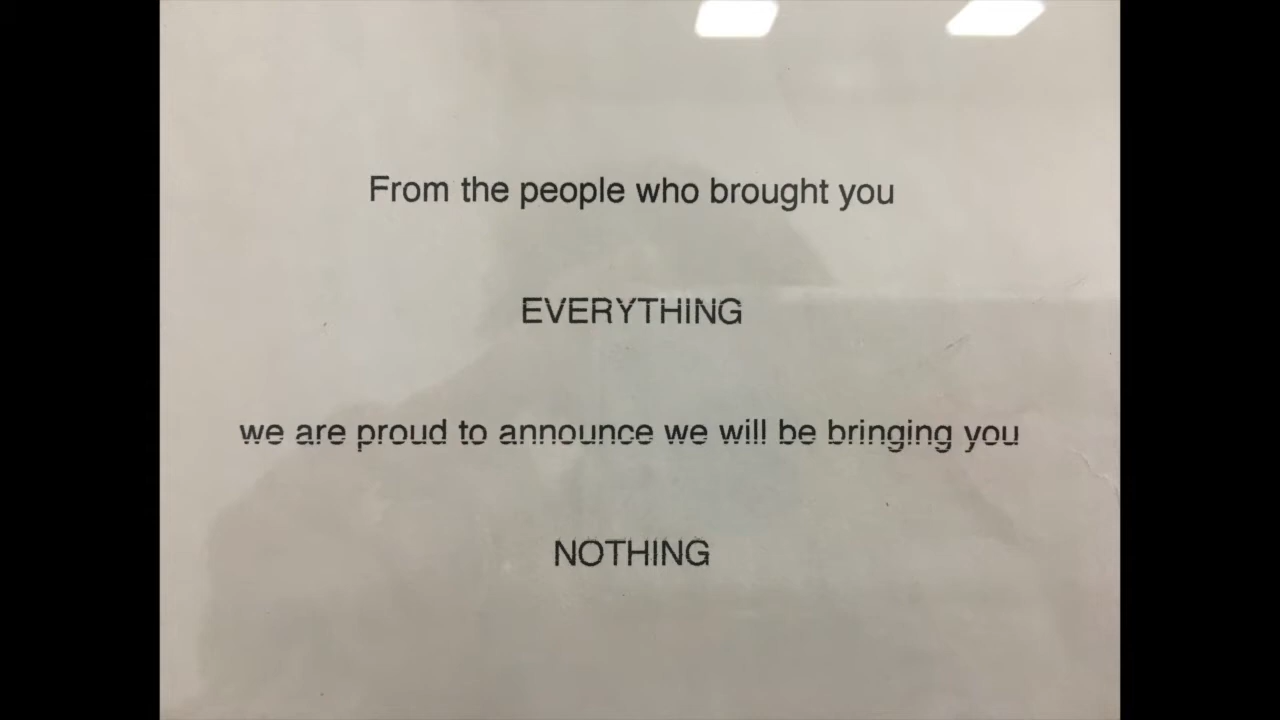 From the people who brought you
EVERYTHING
we are proud to announce we will be bringing you
NOTHING